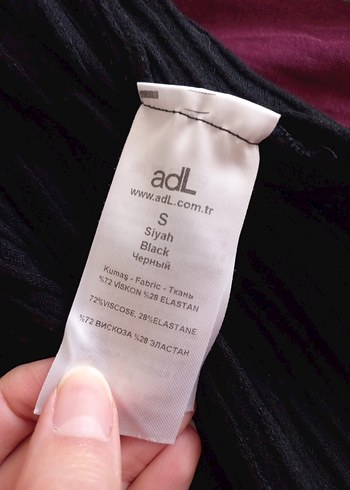 adL
www.adL.com.tr
S
Siyah
Black
Черный
Kumaş - Fabric - Ткань
%72 VİSKON %28 ELASTAN
72%VISCOSE, 28%ELASTANE
%72 ВИСКОЗА %28 ЭЛАСТАН